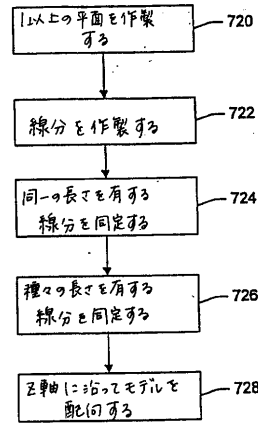 1以上の平面を作製
する
720
線分を作製する
722
同一の長さを有する
線分を同定する
724
種々の長さを有する
線分を同定する
726
Z軸に沿ってモデルを
配向する
728